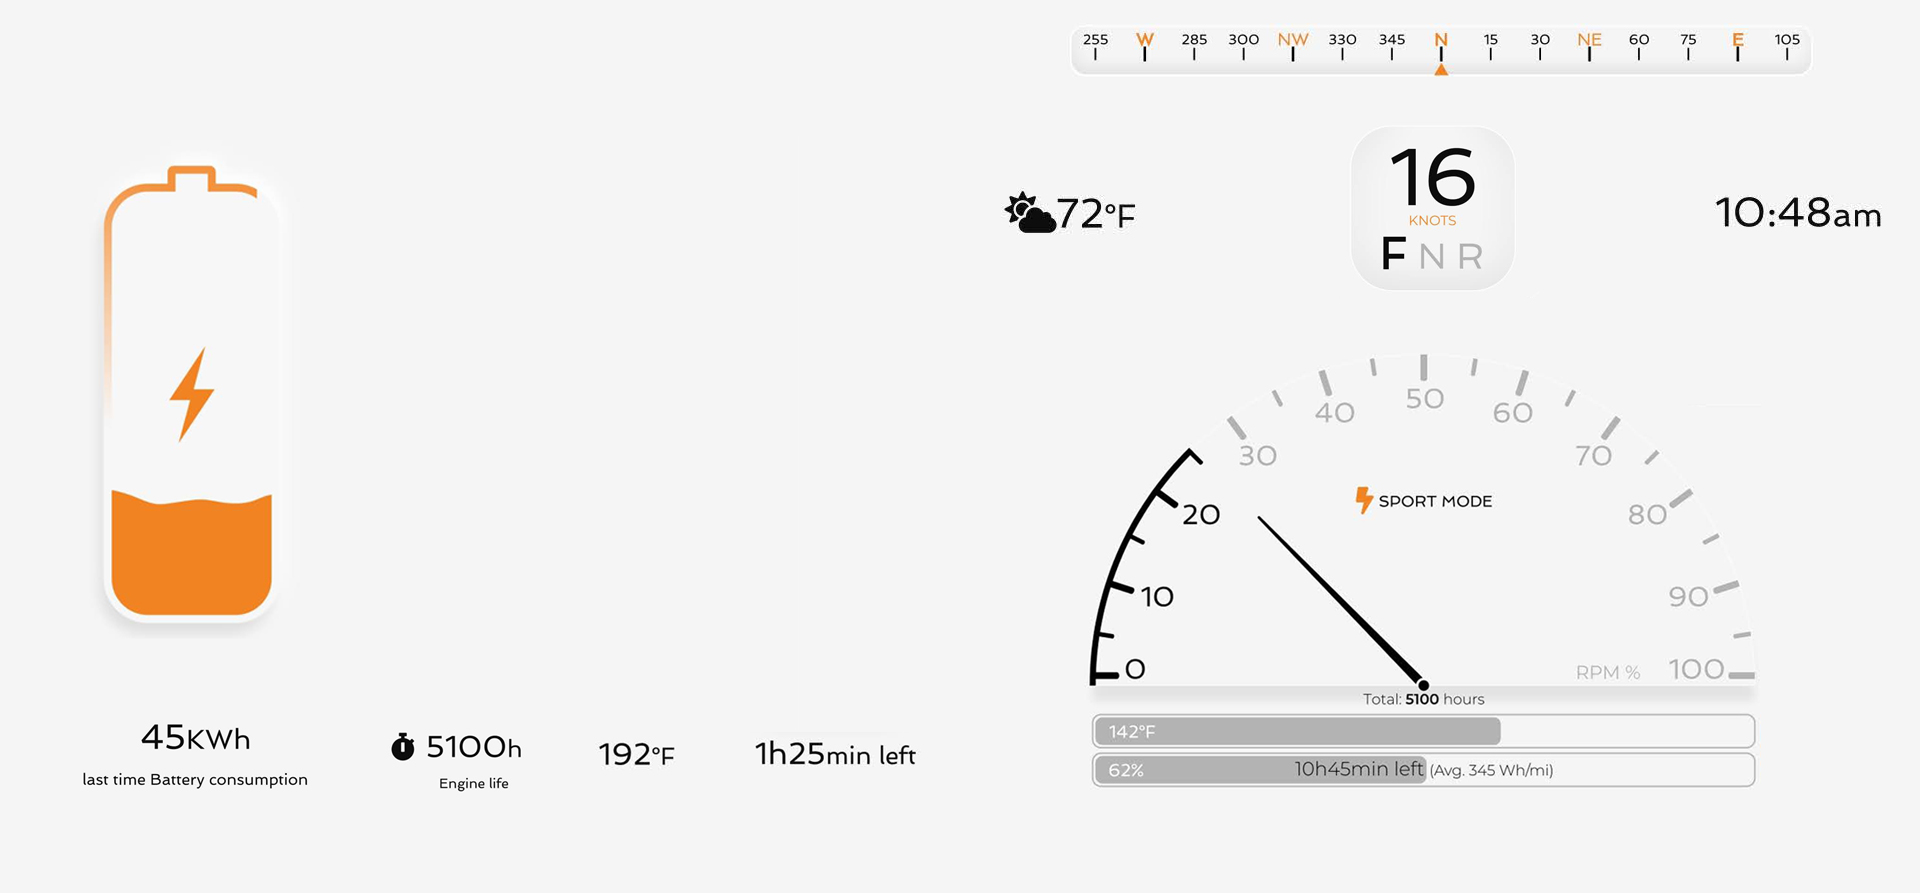 255 W 285 300 NW 330 345 N 15 30 NE 60 75 E 105
72°F
16
KNOTS
F N R
10:48am
0 10 20 30 40 50 60 70 80 90 100
SPORT MODE
RPM %
Total: 5100 hours
142°F
62% 10h45min left (Avg. 345 Wh/mi)
45KWh
last time Battery consumption
5100h
Engine life
192°F
1h25min left